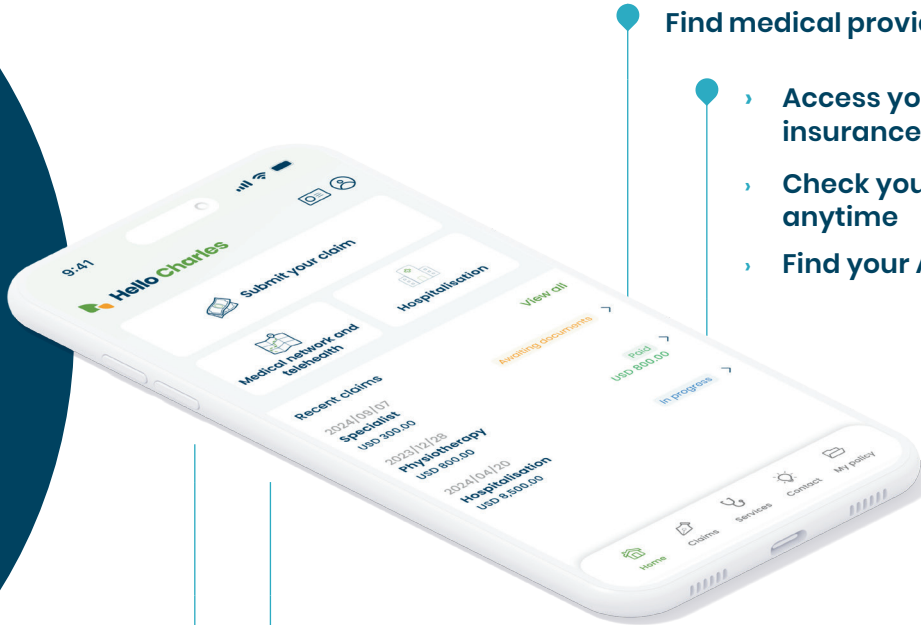 Find medical provi
Access yo
insurance
Check you
anytime
Find your A
9:41
Hello Charles
Submit your claim
Medical network and
telehealth
Hospitalisation
Recent claims
View all
2024/09/07
Awaiting documents
Specialist
USD 300.00
2023/12/28
Paid
Physiotherapy
USD 800.00
USD 800.00
2024/04/20
In progress
Hospitalisation
USD 8,500.00
Home
Claims
Services
Contact
My policy